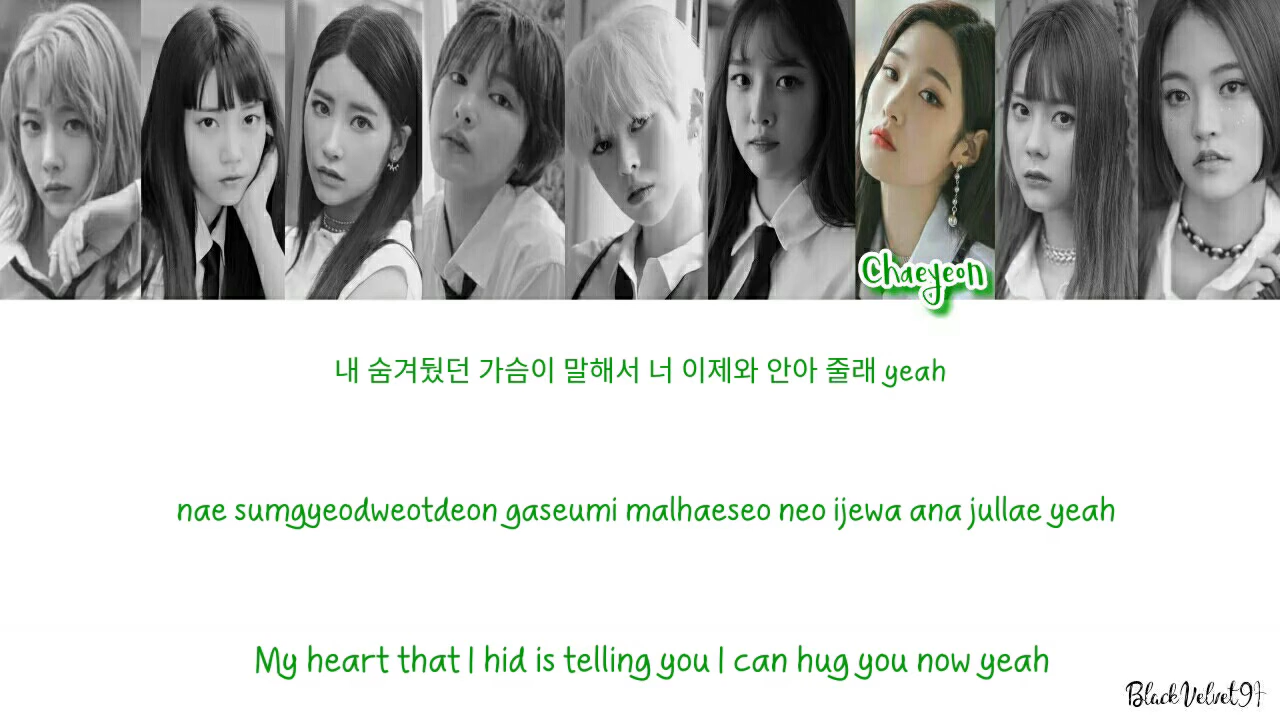 Chaeyeon
내 숨겨뒀던 가슴이 말해서 너 이제와 안아 줄래 yeah
nae sumgyeodweotdeon gaseumi malhaeseo neo ijewa ana jullae yeah
My heart that I hid is telling you I can hug you now yeah
BlackVelvet97